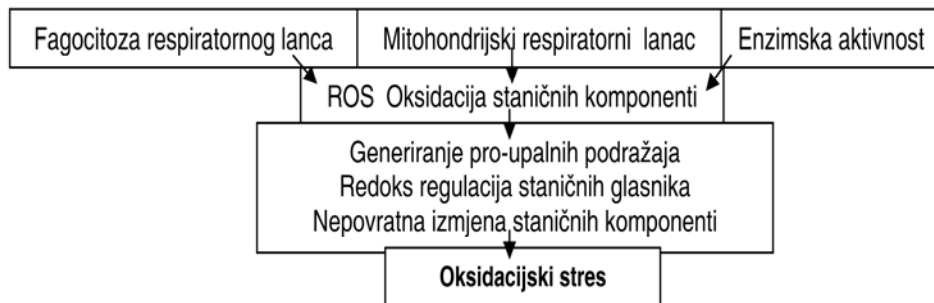 Fagocitoza respiratornog lanca
Mitohondrijski respiratorni lanac
Enzimska aktivnost
ROS Oksidacija staničnih komponenti
Generiranje pro-upalnih podražaja
Redoks regulacija staničnih glasnika
Nepovratna izmjena staničnih komponenti
Oksidacijski stres